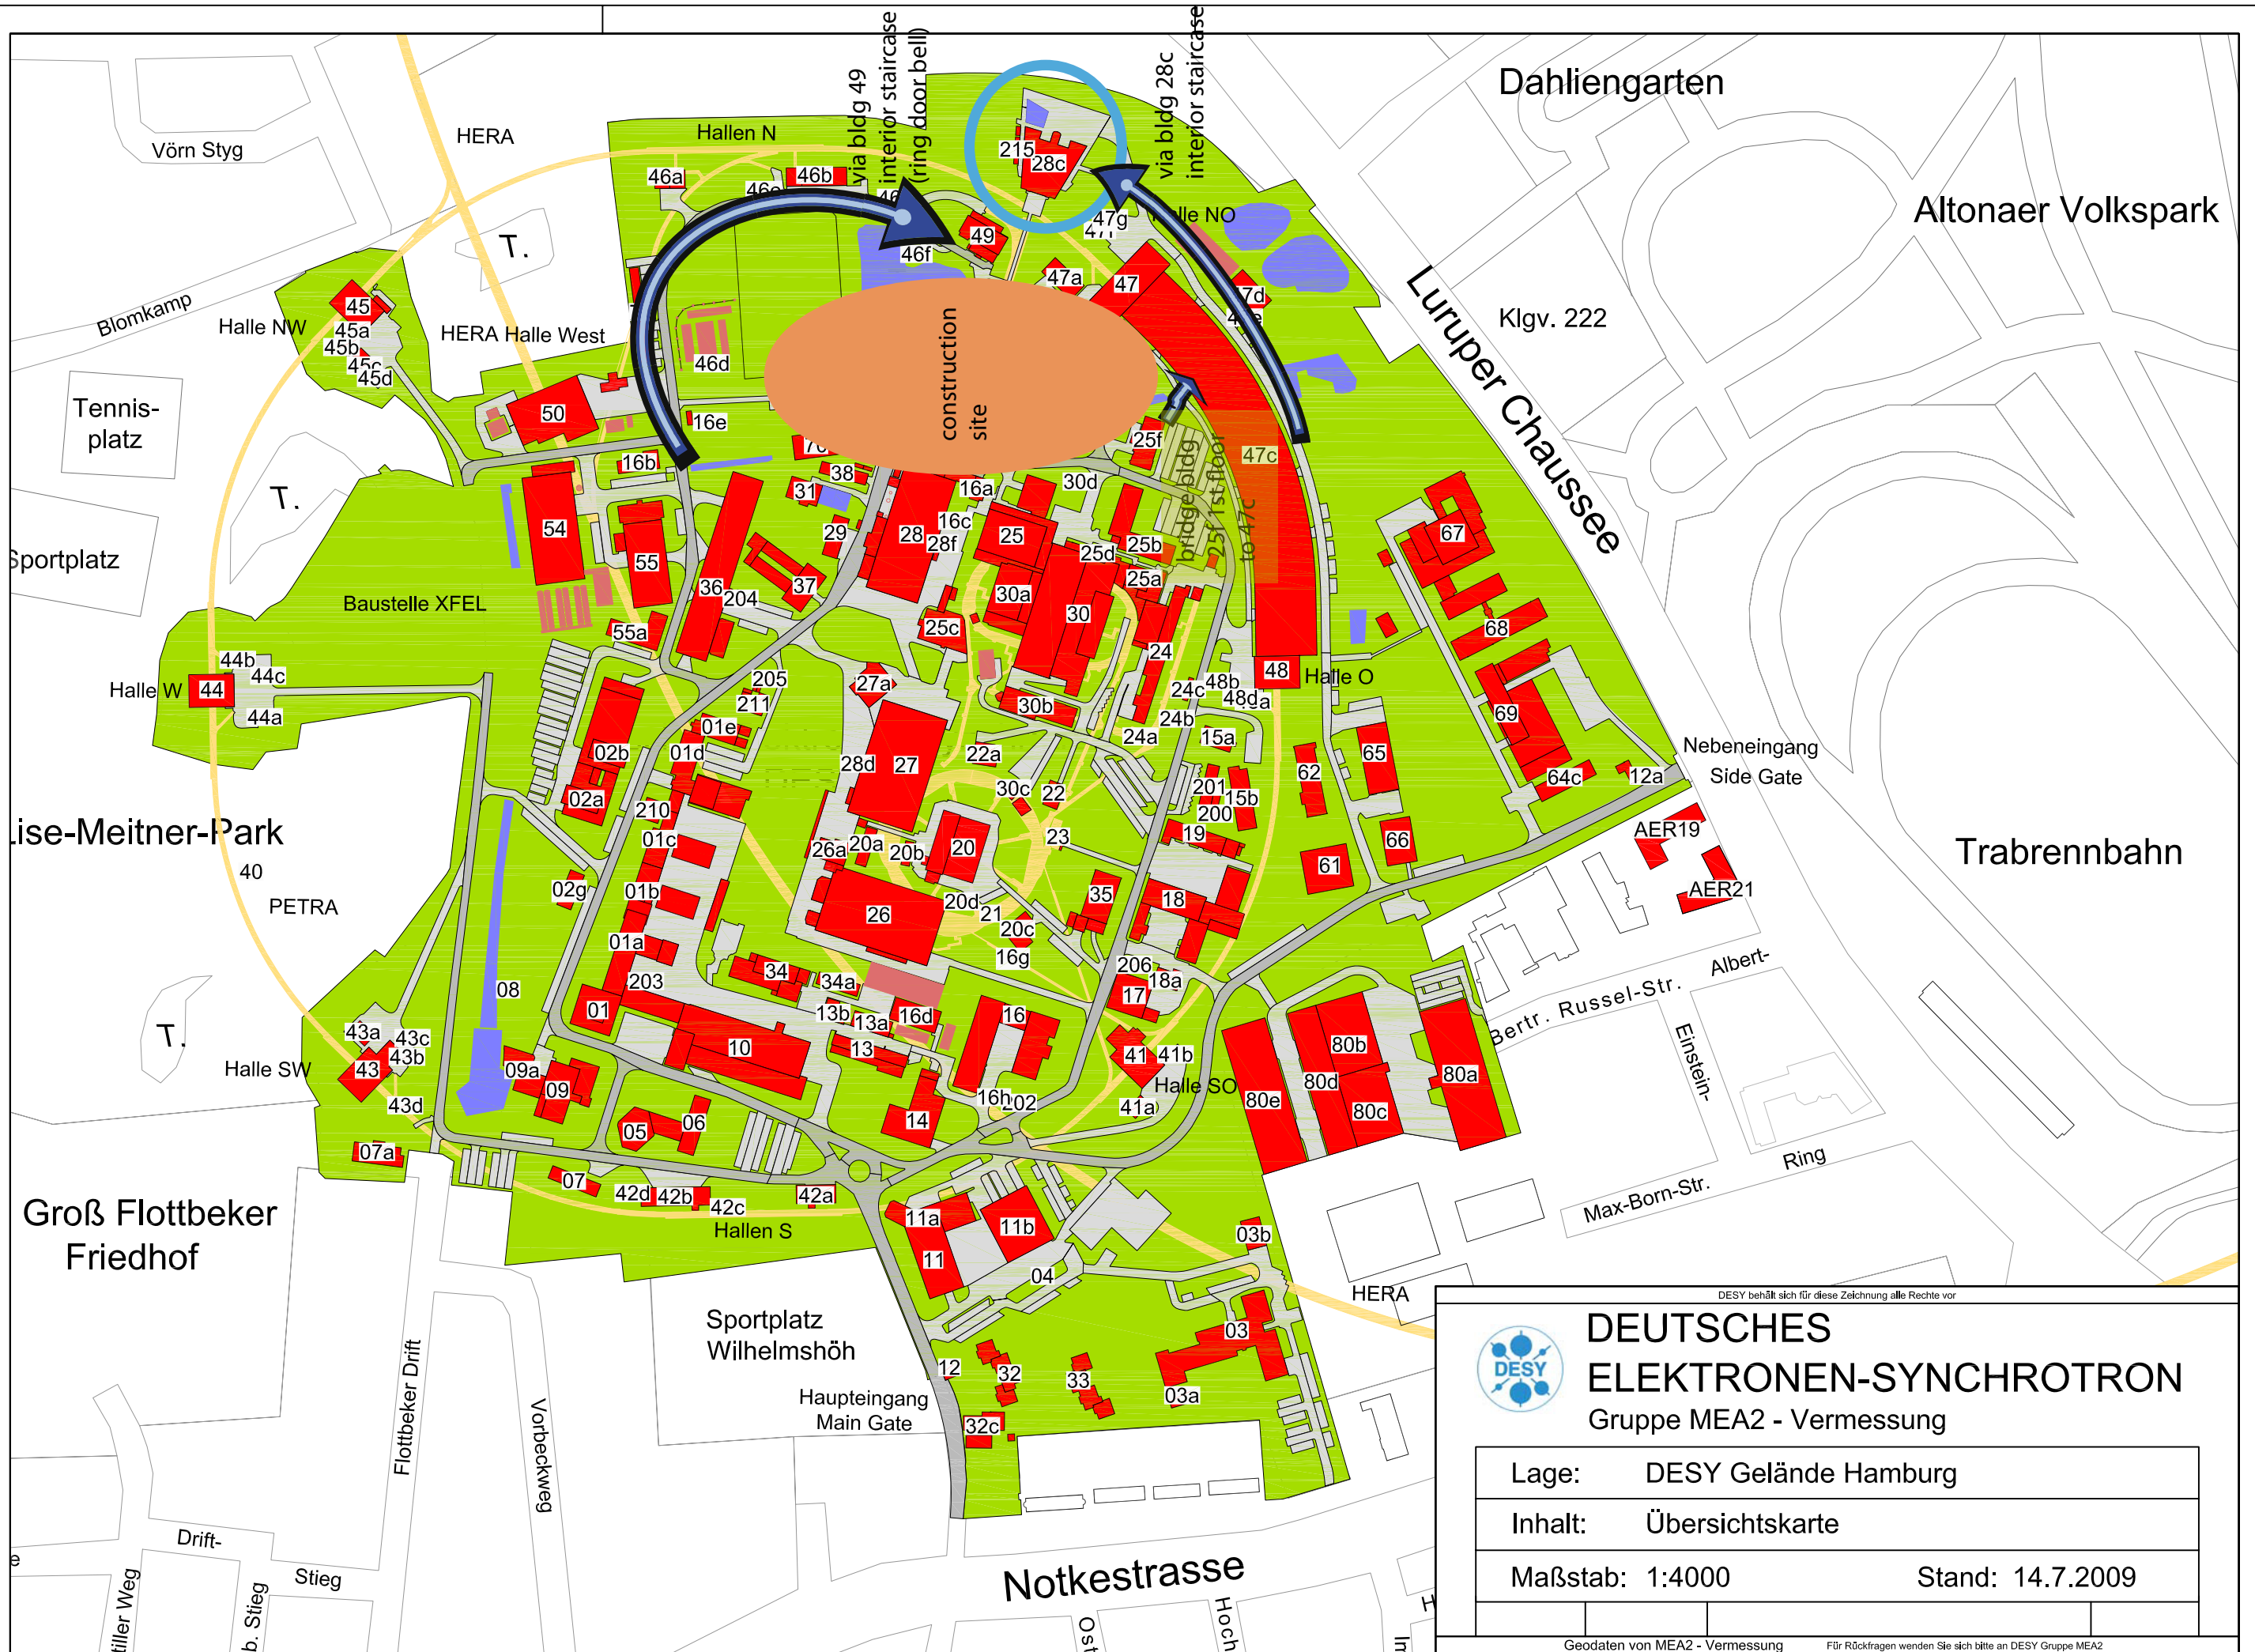 via bldg 49
interior staircase
(ring door bell)
via bldg 28c
interior staircase
Dahliengarten
Altonaer Volkspark
Luruper Chaussee
Klgv. 222
Vörn Styg
HERA
Hallen N
T.
Blomkamp
Halle NW
HERA Halle West
Tennis-
platz
T.
Sportplatz
Baustelle XFEL
Halle W
Lise-Meitner-Park
40
PETRA
T.
Halle SW
Groß Flottbeker
Friedhof
construction
site
bridge bldg
25f 1st floor
to 47c
46a
46b
46f
49
215
28c
47g
47a
47
47d
47c
45
45a
45b
45c
45d
46d
50
16e
16b
54
55
55a
38
31
29
28
28f
16c
16a
25
30d
25f
25b
25d
25a
30a
30
25c
36
204
37
24
48
Halle O
48b
48d
24c
24b
24a
15a
44b
44c
44
44a
205
211
27a
30b
01e
01d
02b
02a
28d
27
22a
30c
22
23
210
01c
26a
20a
20b
20
201
15b
200
19
62
65
66
61
67
68
69
64c
12a
Nebeneingang
Side Gate
AER19
AER21
Trabrennbahn
02g
01b
01a
203
01
26
20d
21
20c
16g
35
18
206
18a
17
08
34
34a
13b
13a
16d
16
13
10
41
41b
Halle SO
41a
80e
80b
80d
80c
80a
43a
43c
43b
43
43d
09a
09
05
06
14
16h
202
07a
07
42d
42b
42c
42a
Hallen S
11a
11b
11
04
03b
HERA
03
03a
12
32
33
32c
Sportplatz
Wilhelmshöh
Haupteingang
Main Gate
Bertr. Russel-Str.
Albert-
Einstein-
Ring
Max-Born-Str.
Flottbeker Drift
Vorbeckweg
Drift-
Stieg
Notkestrasse
DESY behält sich für diese Zeichnung alle Rechte vor
DESY
DEUTSCHES
ELEKTRONEN-SYNCHROTRON
Gruppe MEA2 - Vermessung
Lage: DESY Gelände Hamburg
Inhalt: Übersichtskarte
Maßstab: 1:4000 Stand: 14.7.2009
Geodaten von MEA2 - Vermessung Für Rückfragen wenden Sie sich bitte an DESY Gruppe MEA2